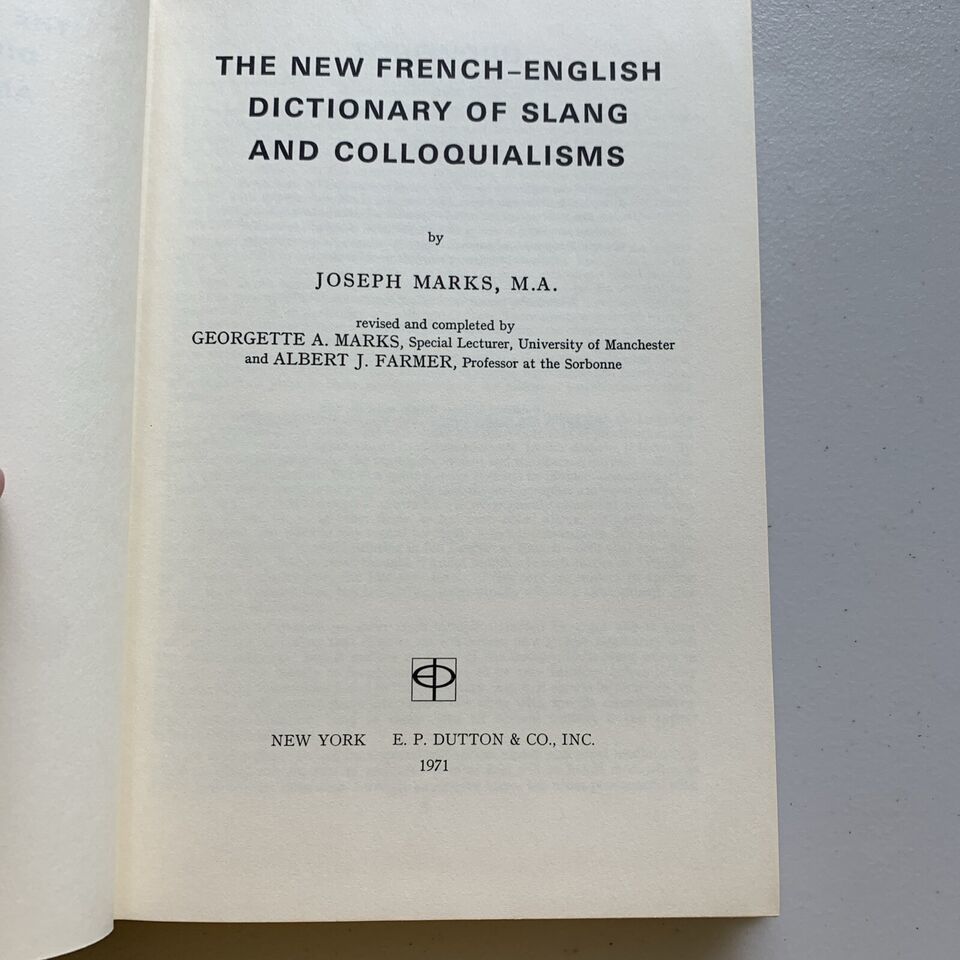 THE NEW FRENCH–ENGLISH
DICTIONARY OF SLANG
AND COLLOQUIALISMS
by
JOSEPH MARKS, M.A.
revised and completed by
GEORGETTE A. MARKS, Special Lecturer, University of Manchester
and ALBERT J. FARMER, Professor at the Sorbonne
NEW YORK E. P. DUTTON & CO., INC.
1971